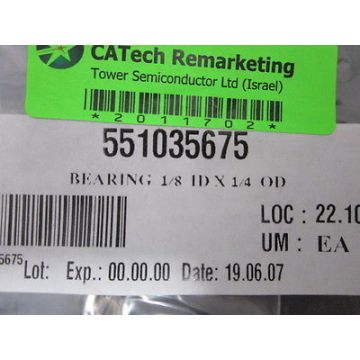 CATech Remarketing
Tower Semiconductor Ltd (Israel)
*2011702*
551035675
BEARING 1/8 ID X 1/4 OD
LOC : 22.10
UM : EA
5675 Lot: Exp.: 00.00.00 Date: 19.06.07